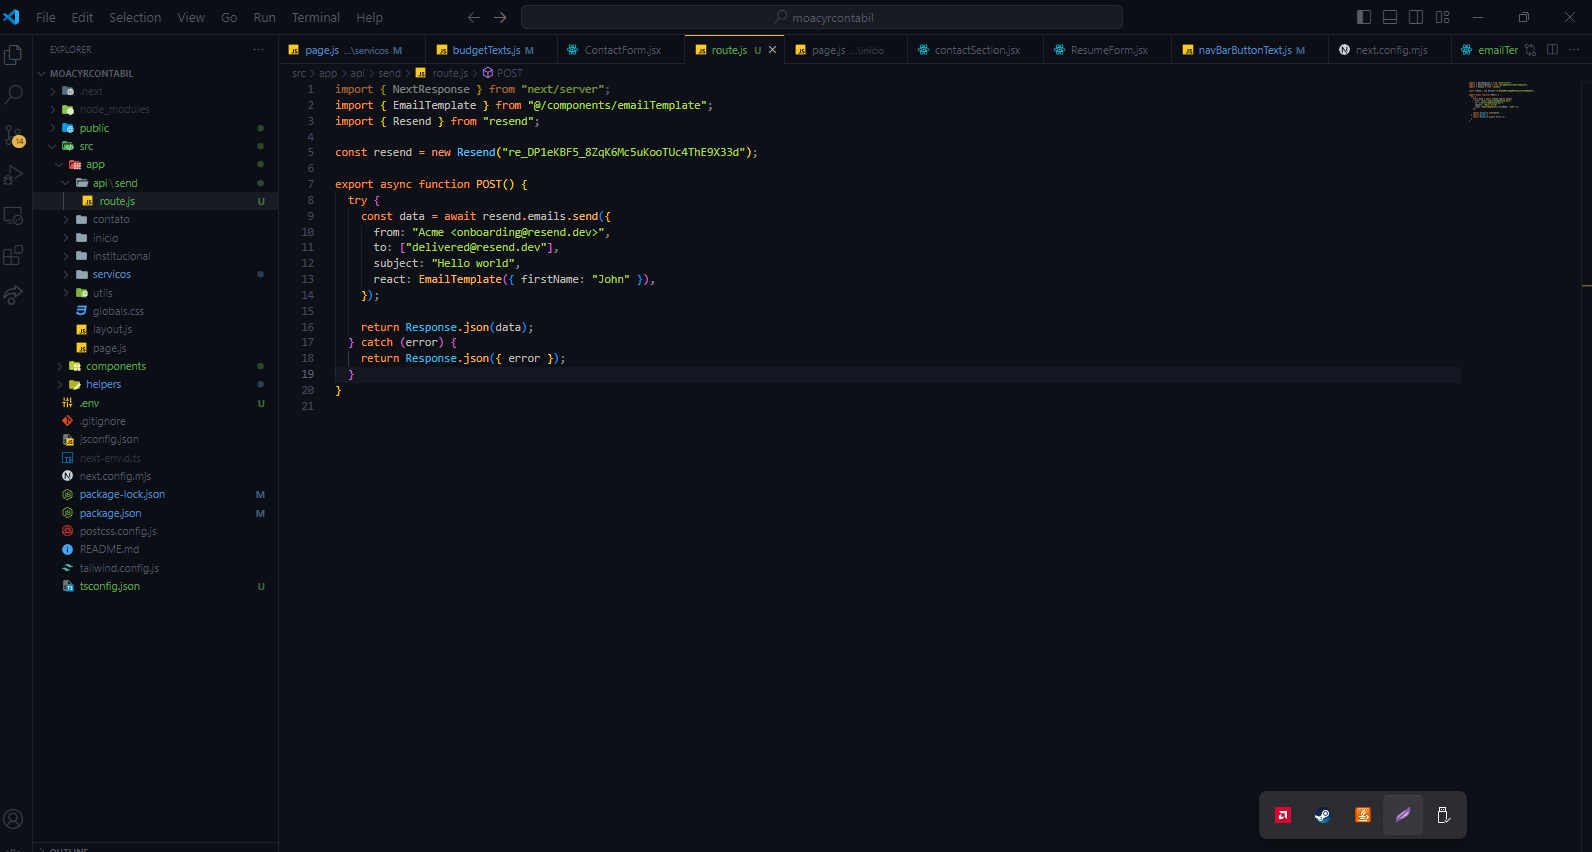 File Edit Selection View Go Run Terminal Help
moacyrcontabil
EXPLORER
page.js ...\servicos M
budgetTexts.js M
ContactForm.jsx
route.js U
page.js ...\inicio
contactSection.jsx
ResumeForm.jsx
navBarButtonText.js M
next.config.mjs
emailTer
MOACYRCONTABIL
.next
node_modules
public
src
app
api\send
route.js U
contato
inicio
institucional
servicos
utils
globals.css
layout.js
page.js
components
helpers
.env U
.gitignore
jsconfig.json
next-env.d.ts
next.config.mjs
package-lock.json M
package.json M
postcss.config.js
README.md
tailwind.config.js
tsconfig.json U
OUTLINE
14
src > app > api > send > route.js > POST
1 import { NextResponse } from "next/server";
2 import { EmailTemplate } from "@/components/emailTemplate";
3 import { Resend } from "resend";
4
5 const resend = new Resend("re_DP1eKBF5_8ZqK6Mc5uKooTUc4ThE9X33d");
6
7 export async function POST() {
8 try {
9 const data = await resend.emails.send({
10 from: "Acme <onboarding@resend.dev>",
11 to: ["delivered@resend.dev"],
12 subject: "Hello world",
13 react: EmailTemplate({ firstName: "John" }),
14 });
15
16 return Response.json(data);
17 } catch (error) {
18 return Response.json({ error });
19 }
20 }
21